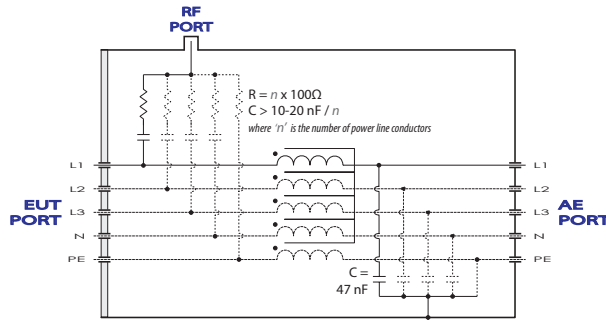 RF
PORT
R = n x 100Ω
C > 10-20 nF / n
where 'n' is the number of power line conductors
L1
L1
L2
L2
EUT
PORT
L3
L3
AE
PORT
N
N
PE
PE
C =
47 nF